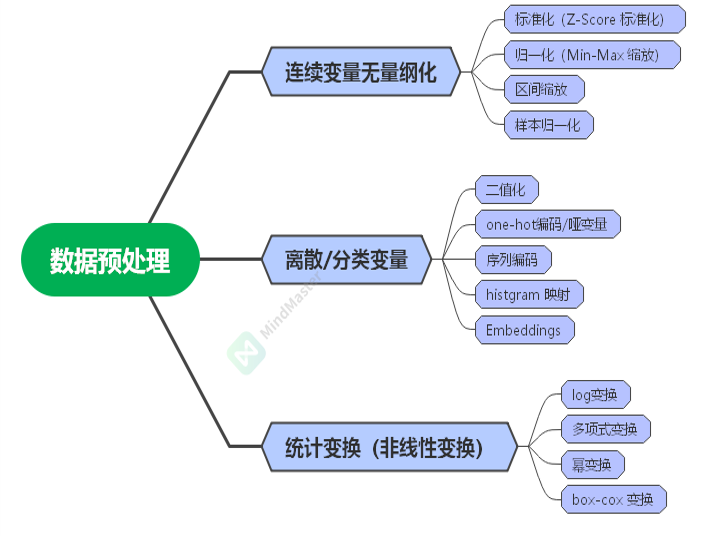 数据预处理
连续变量无量纲化
标准化（Z-Score 标准化）
归一化（Min-Max 缩放）
区间缩放
样本归一化
离散/分类变量
二值化
one-hot编码/哑变量
序列编码
histgram 映射
Embeddings
统计变换（非线性变换）
log变换
多项式变换
幂变换
box-cox 变换
MindMaster